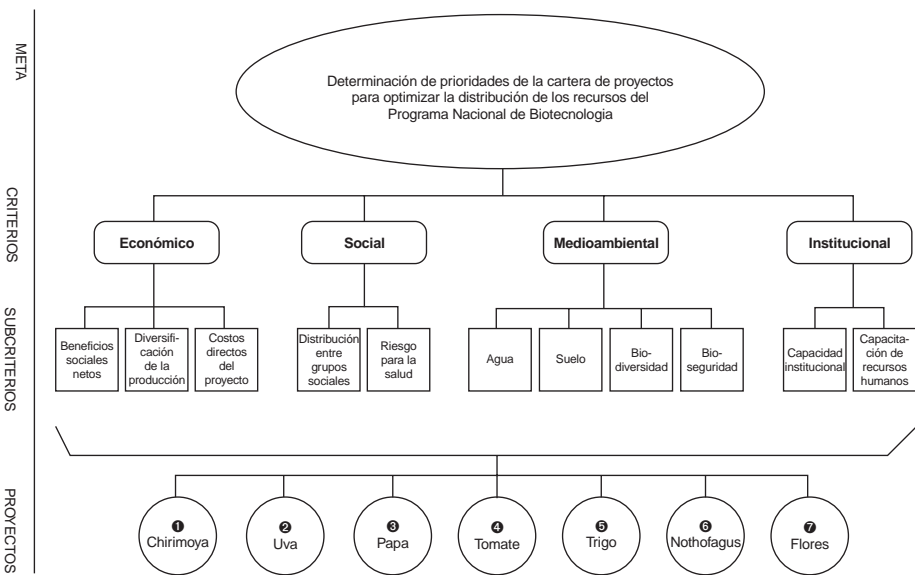 META
Determinación de prioridades de la cartera de proyectos
para optimizar la distribución de los recursos del
Programa Nacional de Biotecnologia
CRITERIOS
Económico
Social
Medioambiental
Institucional
SUBCRITERIOS
Beneficios
sociales
netos
Diversifi-
cación
de la
producción
Costos
directos
del
proyecto
Distribución
entre
grupos
sociales
Riesgo
para la
salud
Agua
Suelo
Bio-
diversidad
Bio-
seguridad
Capacidad
institucional
Capacita-
ción de
recursos
humanos
PROYECTOS
❶
Chirimoya
❷
Uva
❸
Papa
❹
Tomate
❺
Trigo
❻
Nothofagus
❼
Flores